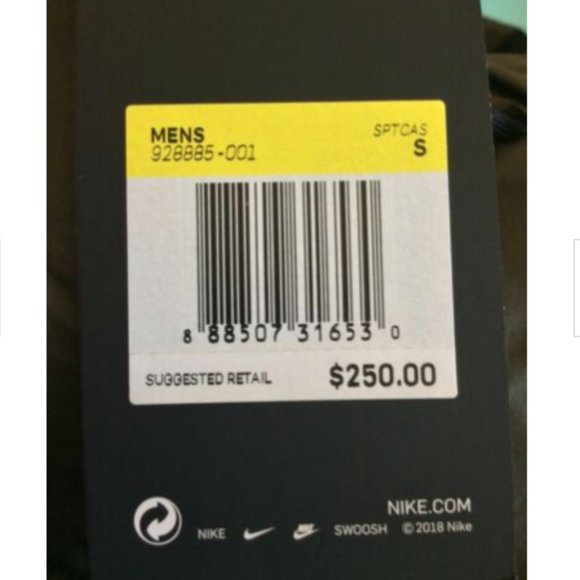 MENS SPTCAS
928885-001 S
8 88507 31653 0
SUGGESTED RETAIL $250.00
NIKE.COM
NIKE SWOOSH © 2018 Nike